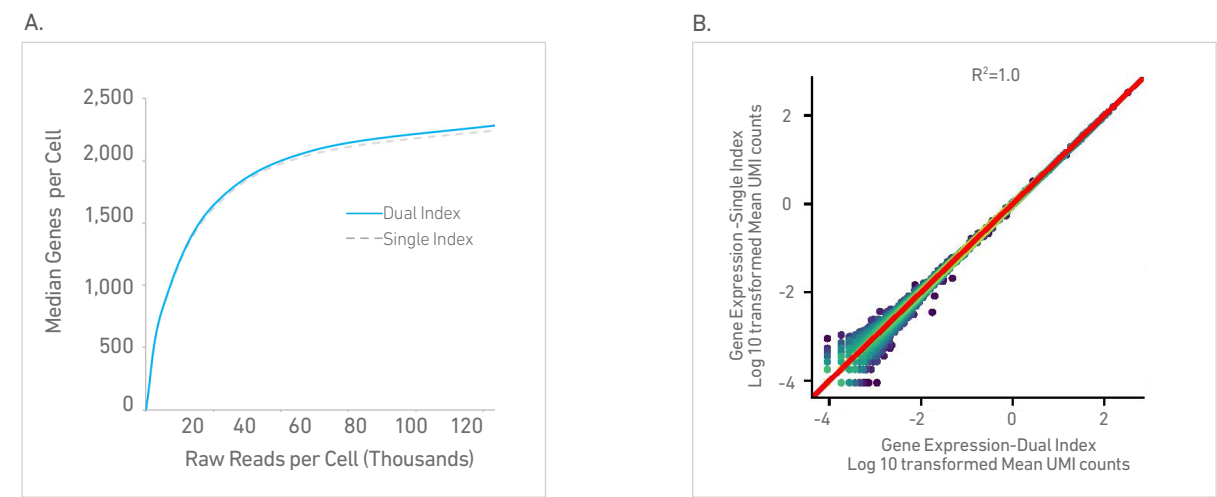 A.
2,500
2,000
1,500
1,000
500
0
Median Genes per Cell
20 40 60 80 100 120
Raw Reads per Cell (Thousands)
Dual Index
Single Index
B.
R²=1.0
2
0
-2
-4
Gene Expression -Single Index
Log 10 transformed Mean UMI counts
-4 -2 0 2
Gene Expression-Dual Index
Log 10 transformed Mean UMI counts